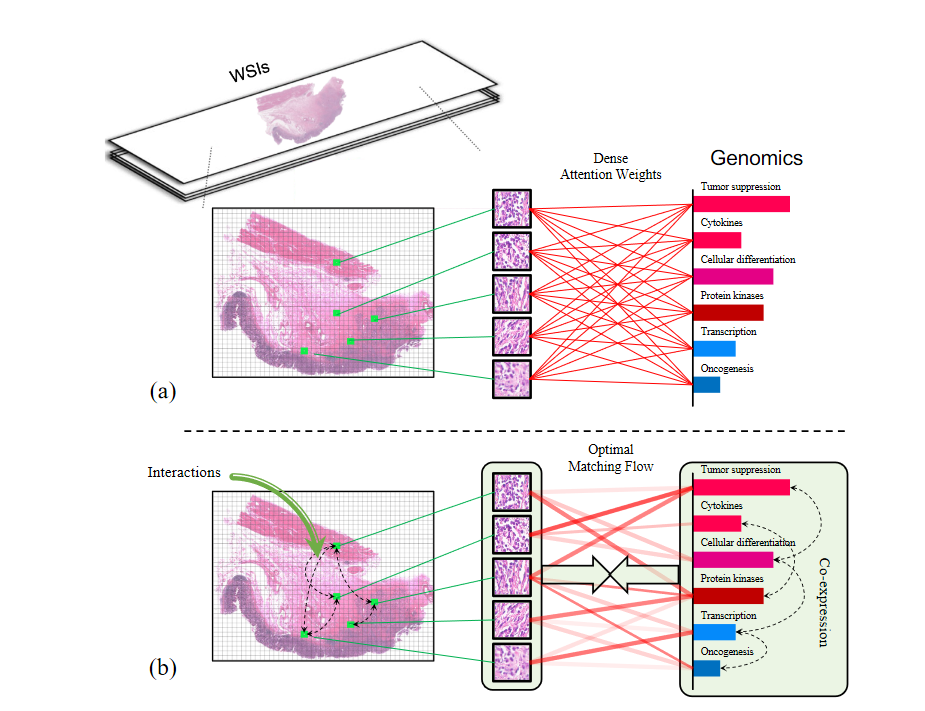 WSIs
Dense
Attention Weights
Genomics
Tumor suppression
Cytokines
Cellular differentiation
Protein kinases
Transcription
Oncogenesis
(a)
Interactions
Optimal
Matching Flow
Tumor suppression
Cytokines
Cellular differentiation
Protein kinases
Transcription
Oncogenesis
Co-expression
(b)